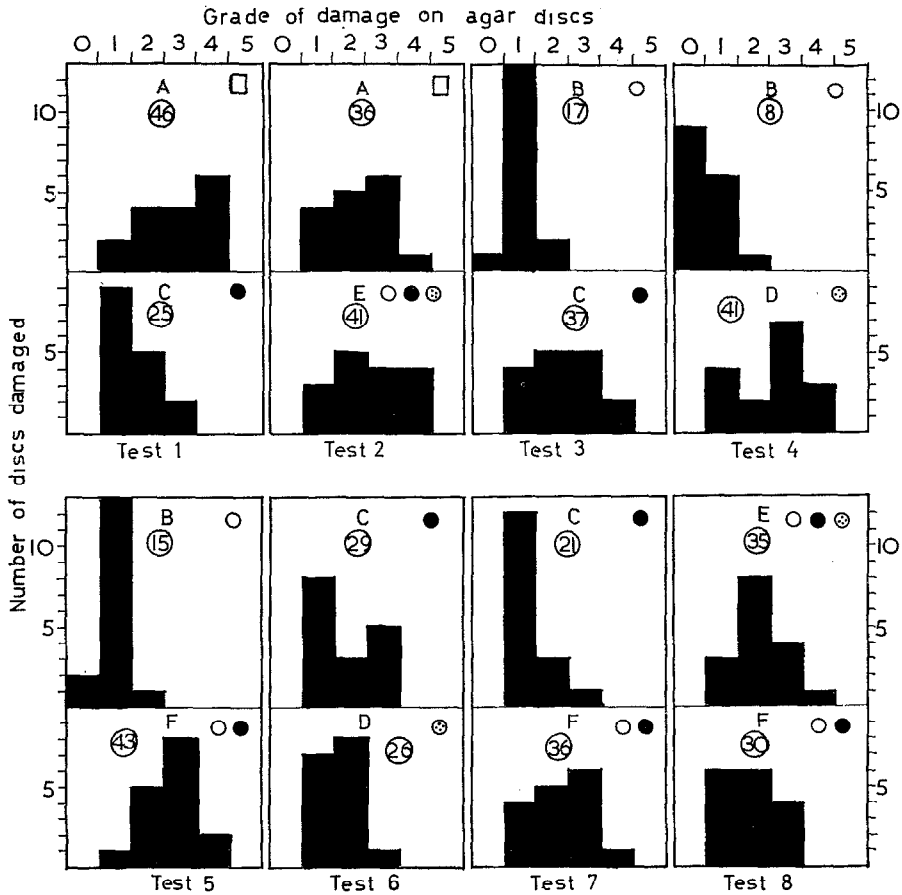 Grade of damage on agar discs
0 1 2 3 4 5 0 1 2 3 4 5 0 1 2 3 4 5 0 1 2 3 4 5
A A B B
46 36 17 8
10 10
5 5
C E C D
25 41 37 41
5 5
Test 1 Test 2 Test 3 Test 4
Number of discs damaged
B C C E
15 29 21 35
10 10
5 5
F D F F
43 26 36 30
5 5
Test 5 Test 6 Test 7 Test 8